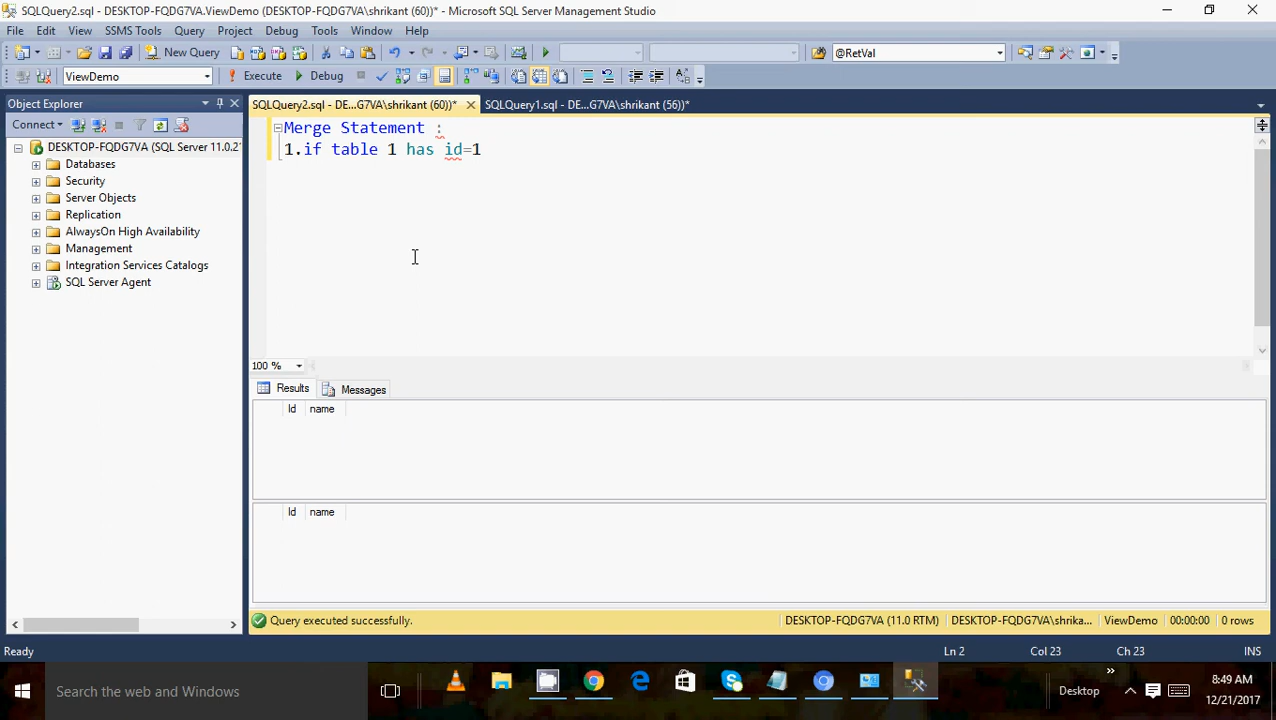 SQLQuery2.sql - DESKTOP-FQDG7VA.ViewDemo (DESKTOP-FQDG7VA\shrikant (60))* - Microsoft SQL Server Management Studio
File Edit View SSMS Tools Query Project Debug Tools Window Help
New Query @RetVal
ViewDemo Execute Debug
Object Explorer SQLQuery2.sql - DE...G7VA\shrikant (60))* SQLQuery1.sql - DE...G7VA\shrikant (56))*
Connect
Merge Statement :
1.if table 1 has id=1
DESKTOP-FQDG7VA (SQL Server 11.0.2
Databases
Security
Server Objects
Replication
AlwaysOn High Availability
Management
Integration Services Catalogs
SQL Server Agent
100 %
Results Messages
Id name
Id name
Query executed successfully. DESKTOP-FQDG7VA (11.0 RTM) DESKTOP-FQDG7VA\shrika... ViewDemo 00:00:00 0 rows
Ready Ln 2 Col 23 Ch 23 INS
Search the web and Windows Desktop 8:49 AM
12/21/2017